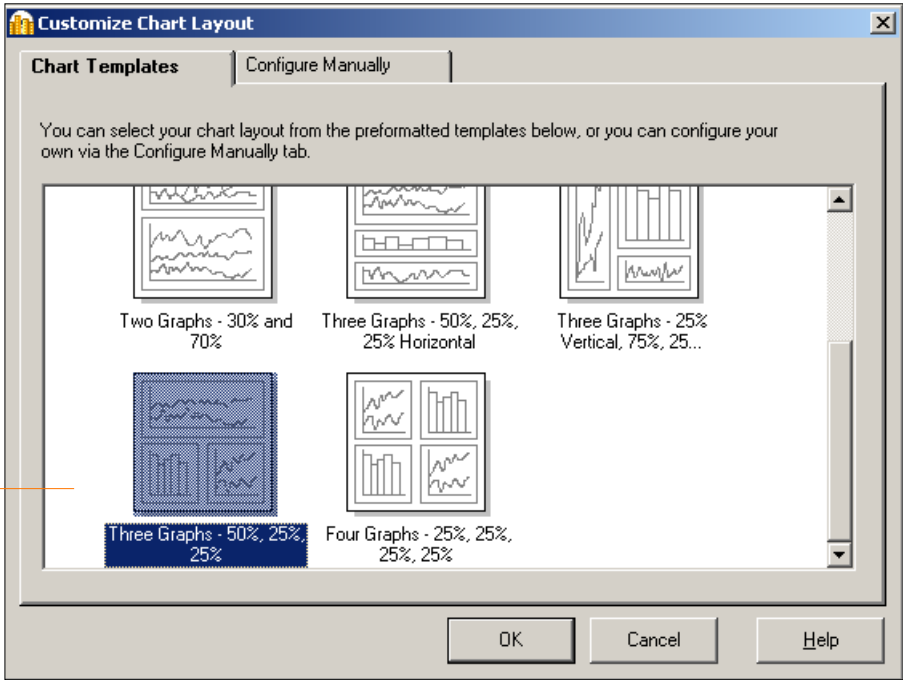 Customize Chart Layout
Chart Templates
Configure Manually
You can select your chart layout from the preformatted templates below, or you can configure your
own via the Configure Manually tab.
Two Graphs - 30% and
70%
Three Graphs - 50%, 25%,
25% Horizontal
Three Graphs - 25%
Vertical, 75%, 25...
Three Graphs - 50%, 25%,
25%
Four Graphs - 25%, 25%,
25%, 25%
OK
Cancel
Help